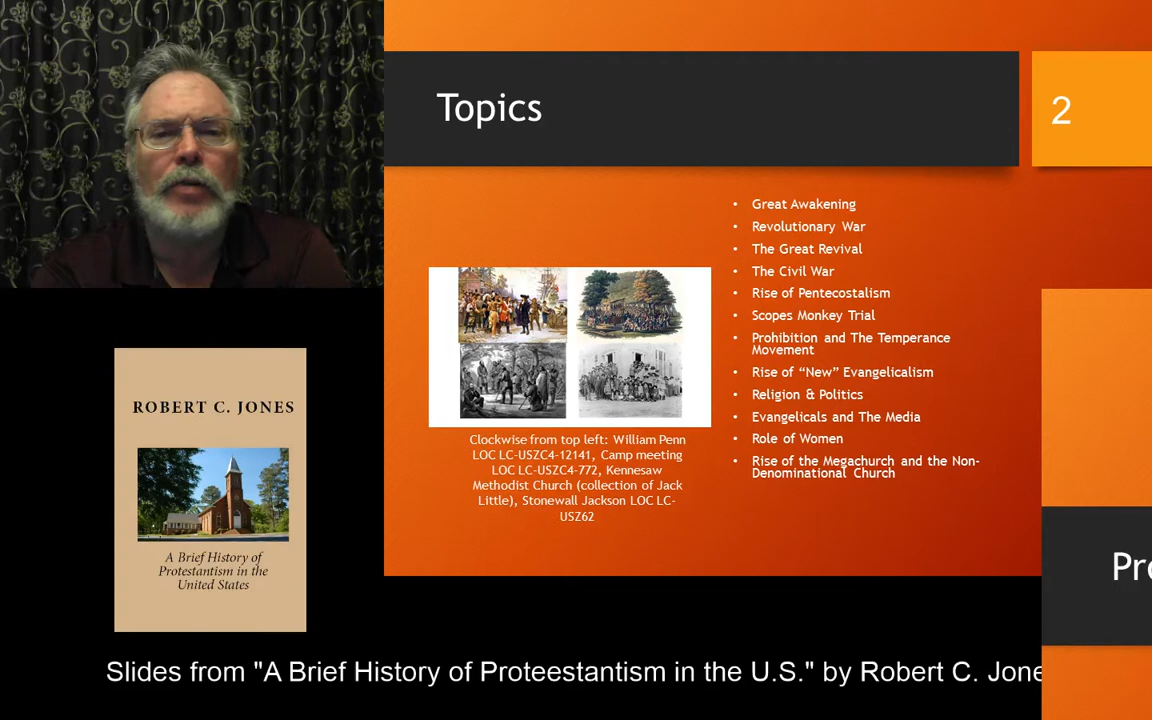 Topics
2
• Great Awakening
• Revolutionary War
• The Great Revival
• The Civil War
• Rise of Pentecostalism
• Scopes Monkey Trial
• Prohibition and The Temperance
Movement
• Rise of “New” Evangelicalism
• Religion & Politics
• Evangelicals and The Media
• Role of Women
• Rise of the Megachurch and the Non-
Denominational Church
Clockwise from top left: William Penn
LOC LC-USZC4-12141, Camp meeting
LOC LC-USZC4-772, Kennesaw
Methodist Church (collection of Jack
Little), Stonewall Jackson LOC LC-
USZ62
ROBERT C. JONES
A Brief History of
Protestantism in the
United States
Pro
Slides from "A Brief History of Proteestantism in the U.S." by Robert C. Jone